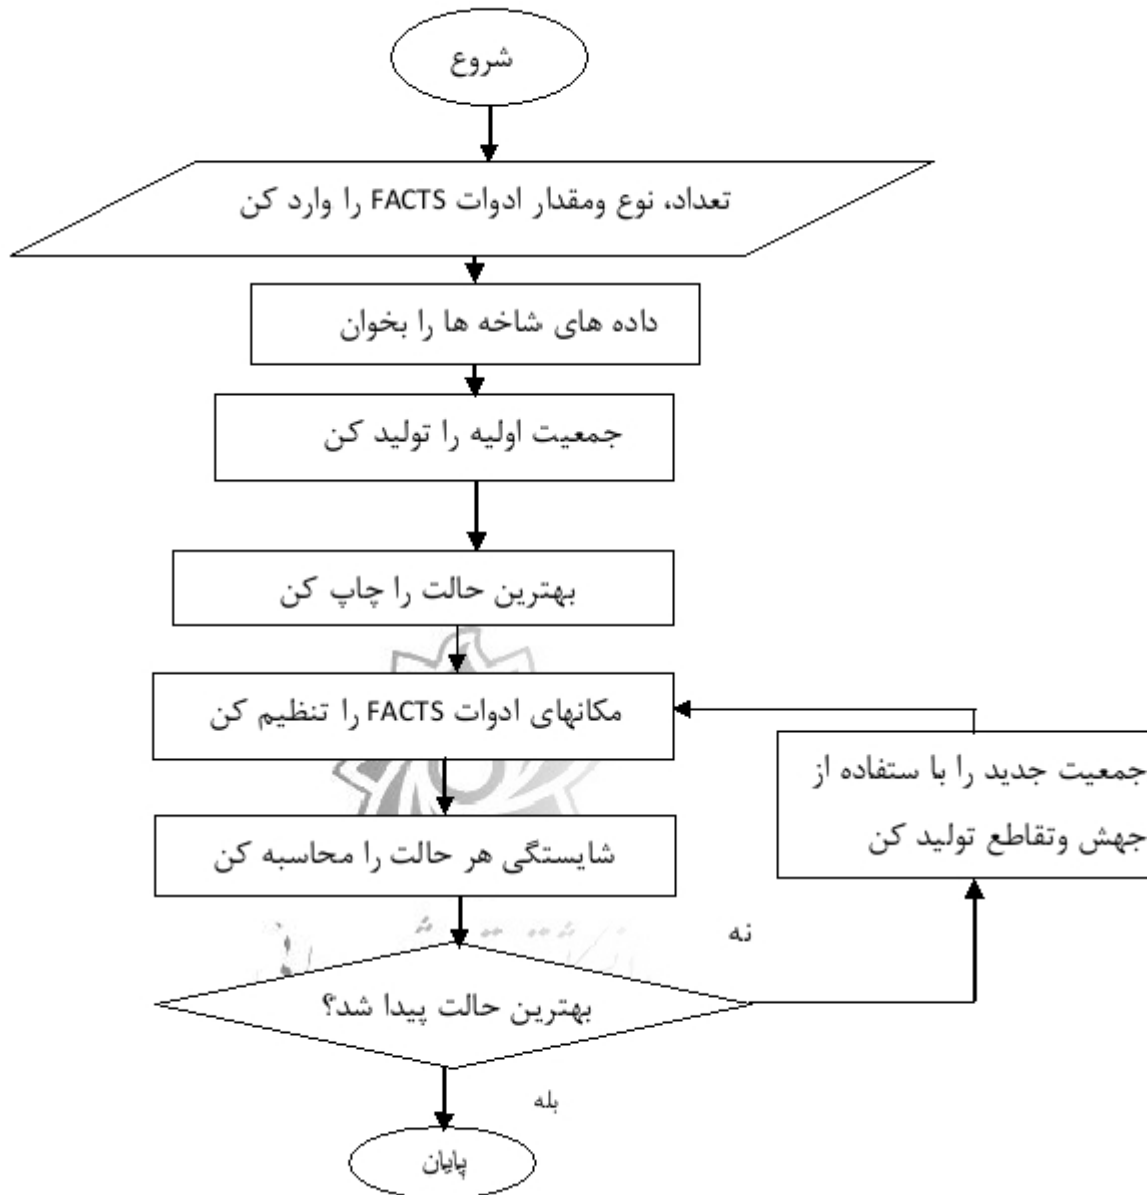 شروع
تعداد، نوع ومقدار ادوات FACTS را وارد کن
داده های شاخه ها را بخوان
جمعیت اولیه را تولید کن
بهترین حالت را چاپ کن
مکانهای ادوات FACTS را تنظیم کن
جمعیت جدید را با ستفاده از
جهش وتقاطع تولید کن
شایستگی هر حالت را محاسبه کن
نه
بهترین حالت پیدا شد؟
بله
پایان